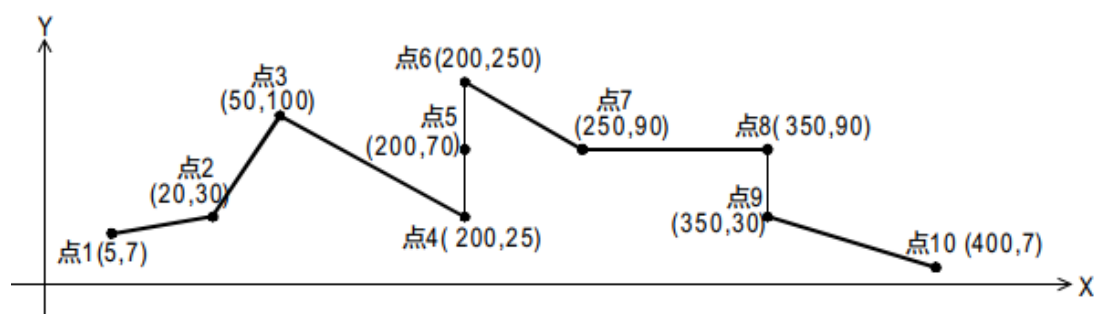 Y
点6(200,250)
点3
(50,100)
点7
(250,90)
点5
(200,70)
点8( 350,90)
点2
(20,30)
点9
(350,30)
点4( 200,25)
点10 (400,7)
点1(5,7)
X